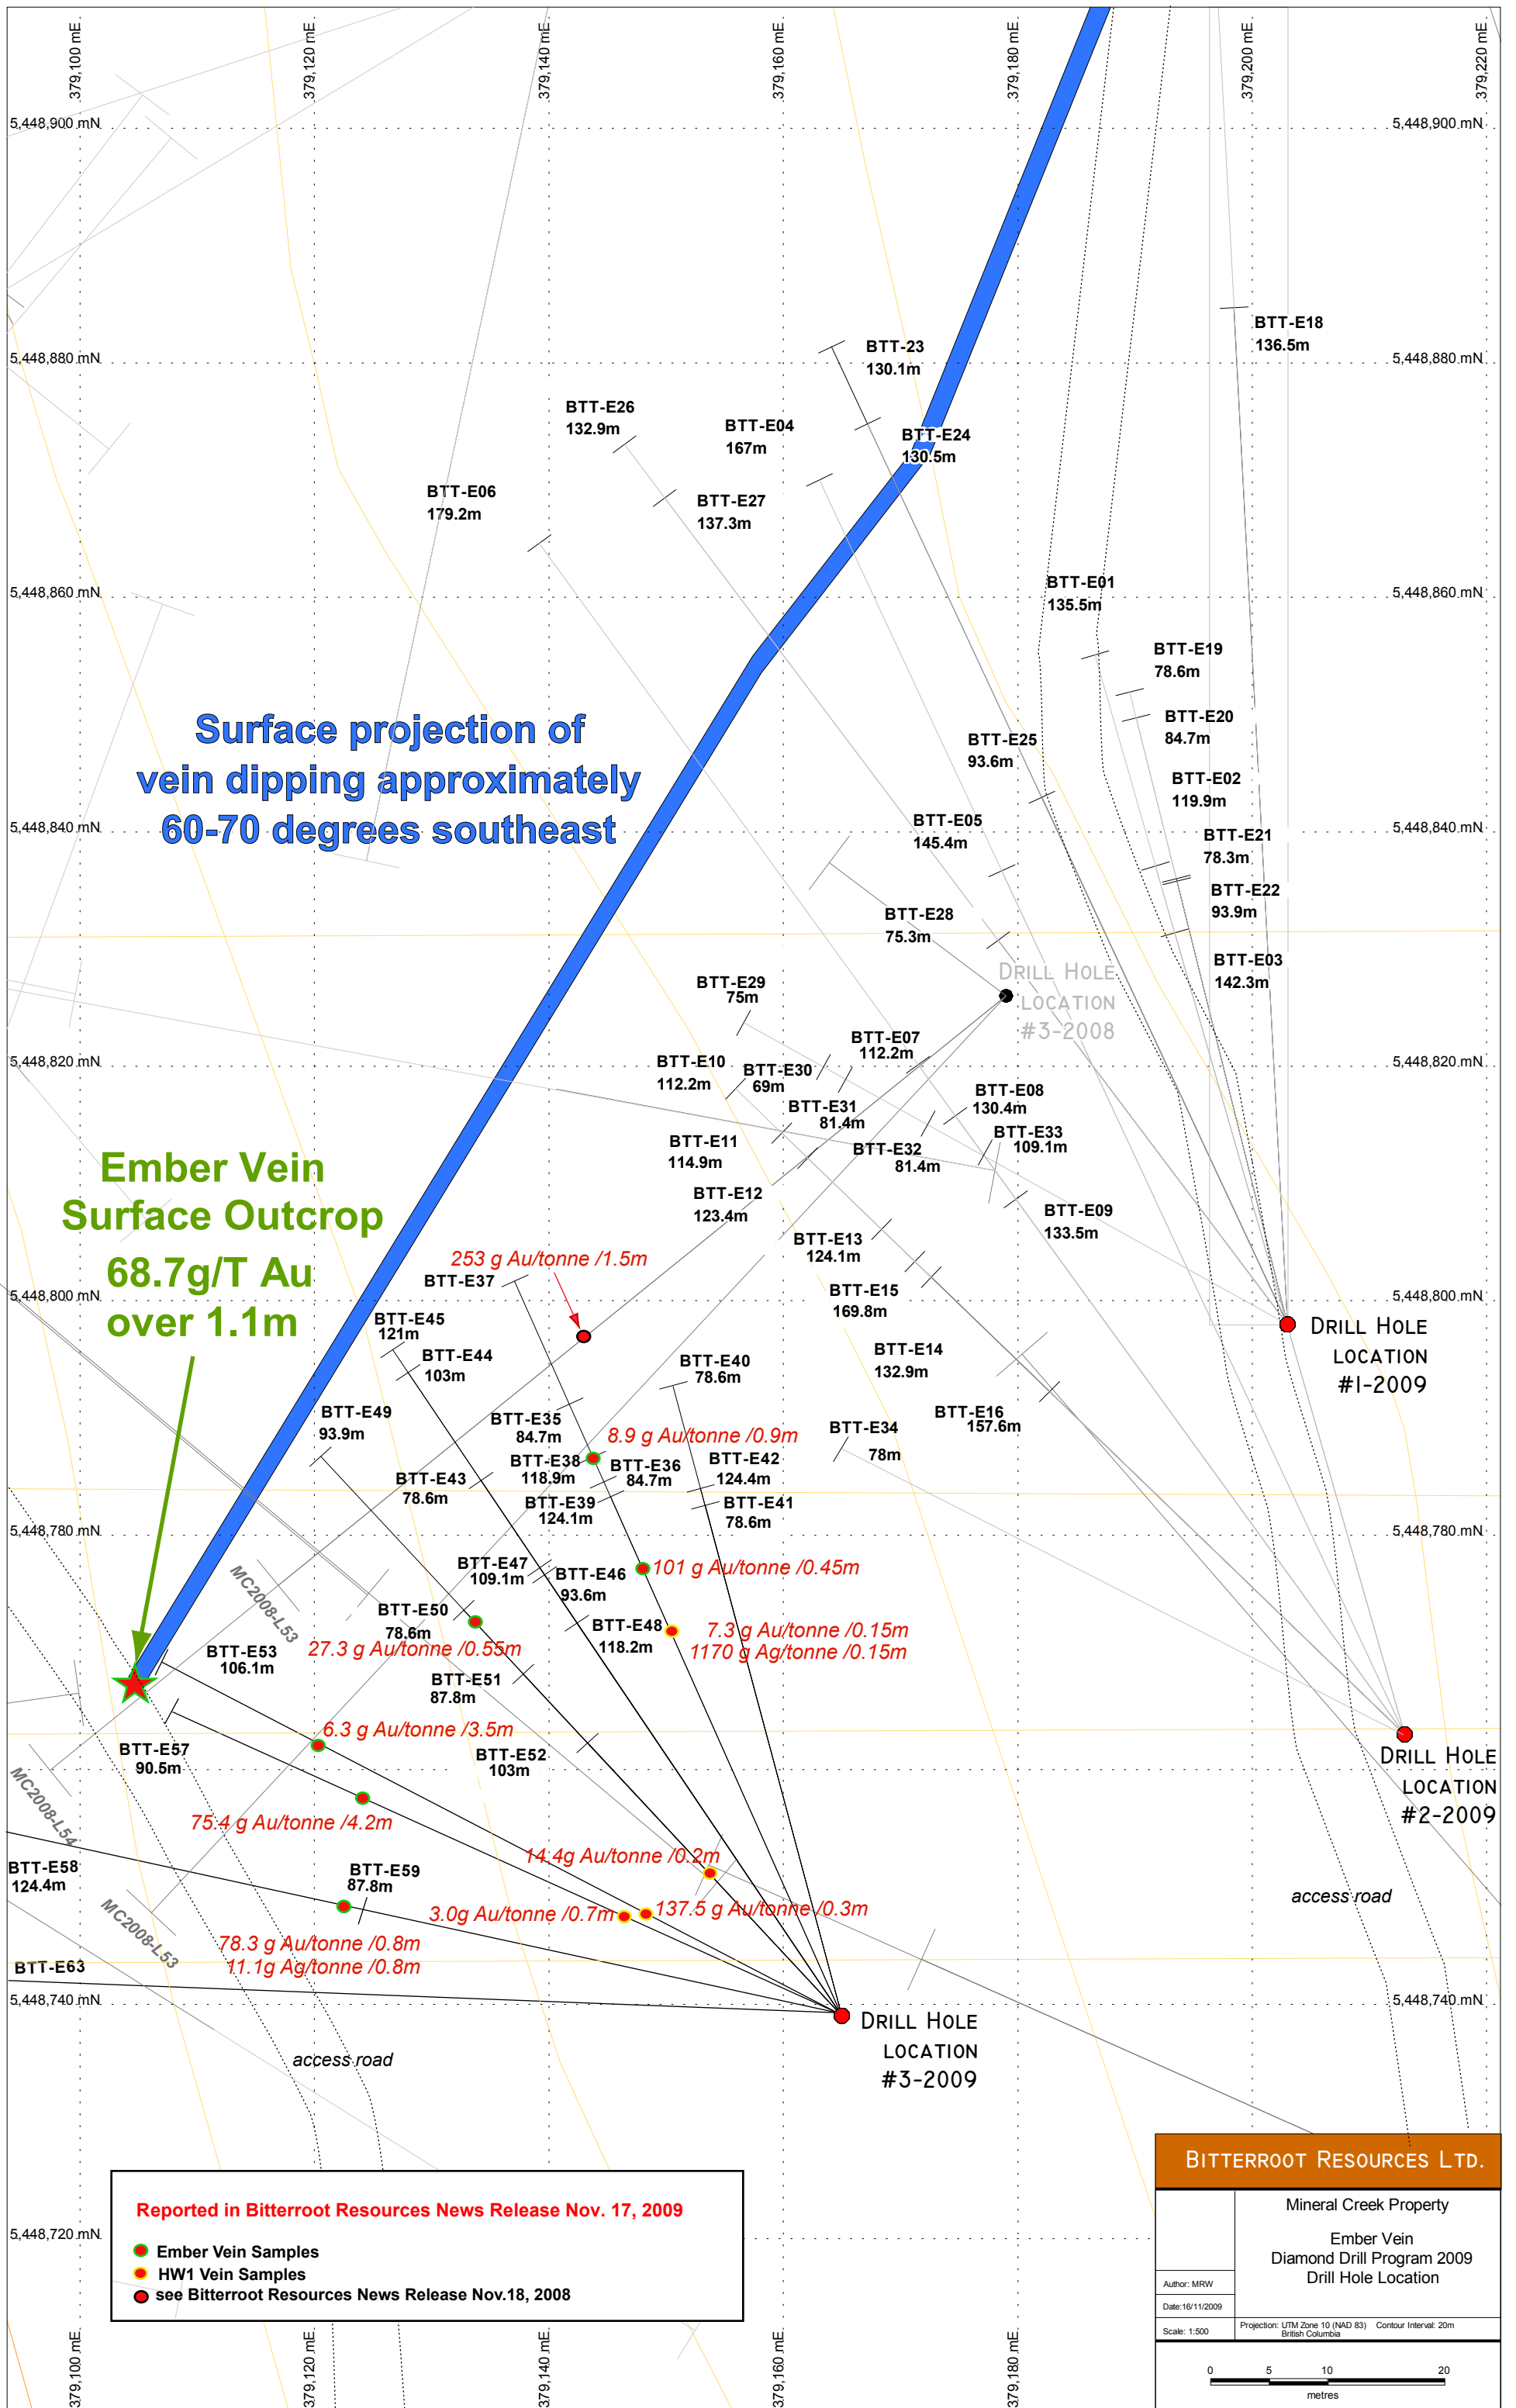 379,100 mE
379,120 mE
379,140 mE
379,160 mE
379,180 mE
379,200 mE
379,220 mE
5,448,900 mN
5,448,900 mN
BTT-E18
136.5m
BTT-23
130.1m
5,448,880 mN
5,448,880 mN
BTT-E26
132.9m
BTT-E04
167m
BTT-E24
130.5m
BTT-E06
179.2m
BTT-E27
137.3m
5,448,860 mN
BTT-E01
135.5m
5,448,860 mN
BTT-E19
78.6m
Surface projection of
vein dipping approximately
60-70 degrees southeast
BTT-E20
84.7m
BTT-E25
93.6m
BTT-E02
119.9m
5,448,840 mN
BTT-E05
145.4m
5,448,840 mN
BTT-E21
78.3m
BTT-E22
93.9m
BTT-E28
75.3m
BTT-E03
142.3m
Drill Hole
location
#3-2008
BTT-E29
75m
BTT-E07
112.2m
5,448,820 mN
5,448,820 mN
BTT-E10
112.2m
BTT-E30
69m
BTT-E08
130.4m
BTT-E31
81.4m
BTT-E33
109.1m
BTT-E11
114.9m
BTT-E32
81.4m
Ember Vein
Surface Outcrop
68.7g/T Au
over 1.1m
BTT-E12
123.4m
BTT-E09
133.5m
BTT-E13
124.1m
253 g Au/tonne /1.5m
BTT-E37
BTT-E15
169.8m
5,448,800 mN
5,448,800 mN
BTT-E45
121m
Drill Hole
location
#1-2009
BTT-E44
103m
BTT-E40
78.6m
BTT-E14
132.9m
BTT-E49
93.9m
BTT-E35
84.7m
BTT-E16
157.6m
BTT-E34
78m
8.9 g Au/tonne /0.9m
BTT-E38
118.9m
BTT-E36
84.7m
BTT-E42
124.4m
BTT-E43
78.6m
BTT-E39
124.1m
BTT-E41
78.6m
5,448,780 mN
5,448,780 mN
BTT-E47
109.1m
BTT-E46
93.6m
101 g Au/tonne /0.45m
MC2008-L53
BTT-E50
78.6m
BTT-E48
118.2m
7.3 g Au/tonne /0.15m
1170 g Ag/tonne /0.15m
27.3 g Au/tonne /0.55m
BTT-E53
106.1m
BTT-E51
87.8m
6.3 g Au/tonne /3.5m
BTT-E57
90.5m
BTT-E52
103m
Drill Hole
location
#2-2009
MC2008-L54
75.4 g Au/tonne /4.2m
14.4g Au/tonne /0.2m
BTT-E58
124.4m
BTT-E59
87.8m
access road
MC2008-L53
3.0g Au/tonne /0.7m
137.5 g Au/tonne /0.3m
78.3 g Au/tonne /0.8m
11.1g Ag/tonne /0.8m
BTT-E63
5,448,740 mN
5,448,740 mN
Drill Hole
location
#3-2009
access road
Bitterroot Resources Ltd.
Reported in Bitterroot Resources News Release Nov. 17, 2009
Ember Vein Samples
HW1 Vein Samples
see Bitterroot Resources News Release Nov.18, 2008
5,448,720 mN
Mineral Creek Property
Ember Vein
Diamond Drill Program 2009
Drill Hole Location
Author: MRW
Date:16/11/2009
Scale: 1:500
Projection: UTM Zone 10 (NAD 83) Contour Interval: 20m
British Columbia
0 5 10 20
metres
379,100 mE
379,120 mE
379,140 mE
379,160 mE
379,180 mE